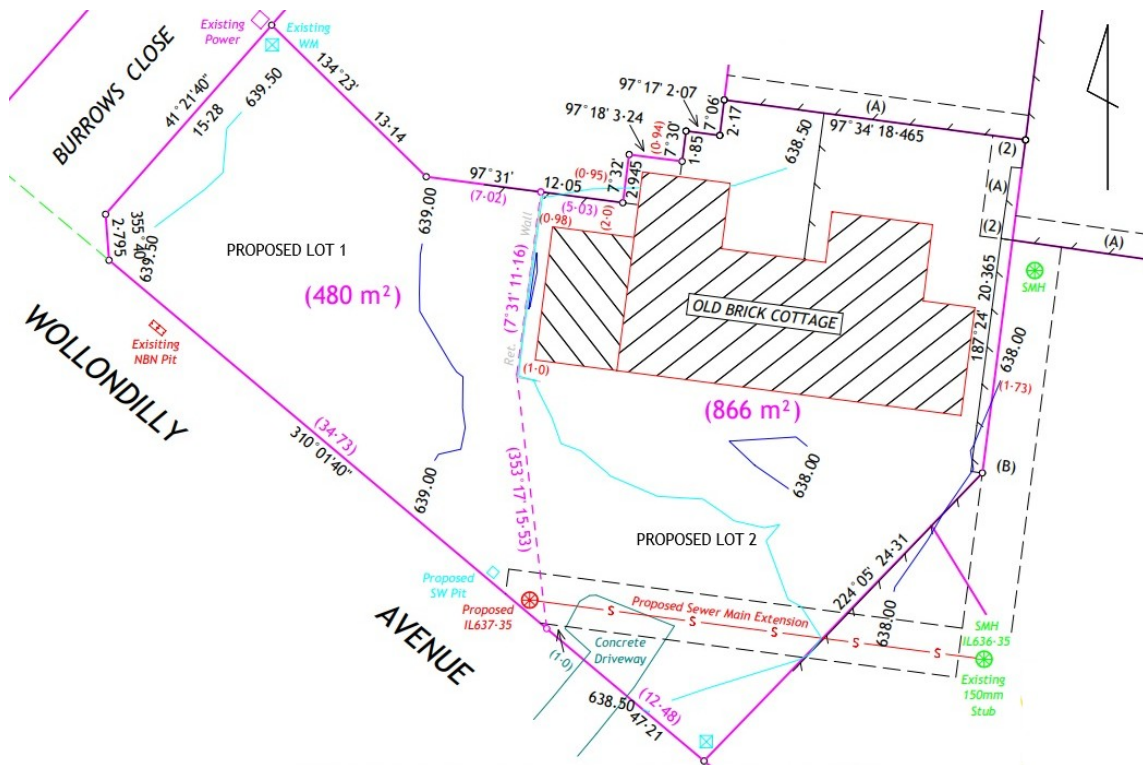 Existing
Power
Existing
WM
BURROWS CLOSE
41°21'40"
15·28
639.50
134°23'
13·14
97°17' 2·07
97°18' 3·24
(0·94)
7°30'
1·85
7°06'
2·17
(A)
97°34' 18·465
(2)
638.50
97°31'
12·05
(7·02)
(5·03)
(0·95)
7°32'
2·945
(0·98)
(2·0)
(A)
(2)
(A)
355°40'
2·795
639.50
PROPOSED LOT 1
(480 m²)
639.00
Ret. Wall
(7°31' 11·16)
(1·0)
OLD BRICK COTTAGE
(866 m²)
187°24' 20·365
SMH
638.00
(1·73)
(B)
WOLLONDILLY
AVENUE
Exisiting
NBN Pit
(34·73)
310°01'40"
639.00
(353°17' 15·53)
638.00
PROPOSED LOT 2
224°05' 24·31
638.00
Proposed
SW Pit
Proposed
IL637·35
Proposed Sewer Main Extension
S
S
S
S
S
Concrete
Driveway
(1·0)
SMH
IL636·35
Existing
150mm
Stub
638.50
(12·48)
47·21